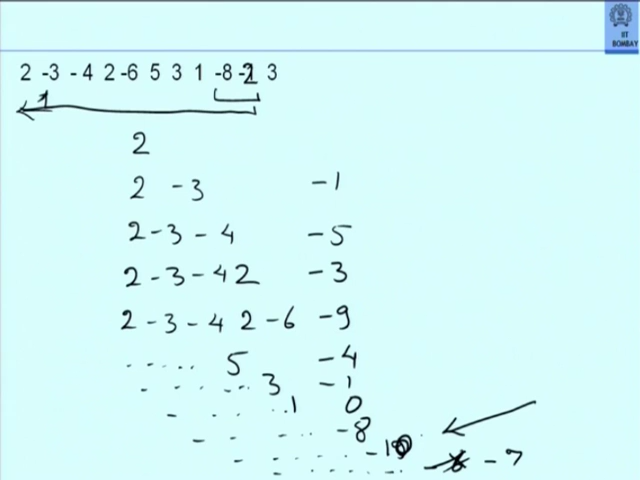 IIT
BOMBAY
2 -3 - 4 2 -6 5 3 1 -8 -2 3
2
2 -3 -1
2 -3 - 4 -5
2 -3 -4 2 -3
2 -3 -4 2 -6 -9
..... 5 -4
..... 3 -1
.....1 0
-8
-10
-7